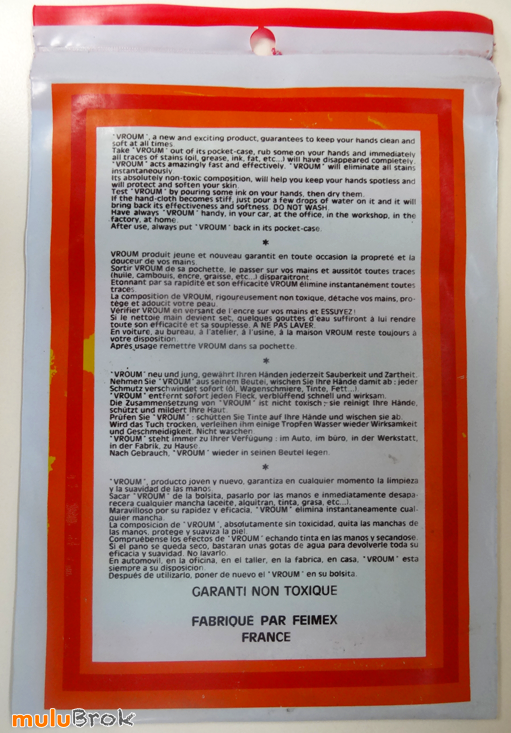 "VROUM", a new and exciting product, guarantees to keep your hands clean and
soft at all times.
Take "VROUM" out of its pocket-case, rub some on your hands and immediately
all traces of stains (oil, grease, ink, fat, etc...) will have disappeared completely.
"VROUM" acts amazingly fast and effectively. "VROUM" will eliminate all stains
instantaneously.
Its absolutely non-toxic composition, will help you keep your hands spotless and
will protect and soften your skin.
Test "VROUM" by pouring some ink on your hands, then dry them.
If the hand-cloth becomes stiff, just pour a few drops of water on it and it will
bring back its effectiveness and softness. DO NOT WASH.
Have always "VROUM" handy, in your car, at the office, in the workshop, in the
factory, at home.
After use, always put "VROUM" back in its pocket-case.
*
VROUM produit jeune et nouveau garantit en toute occasion la propreté et la
douceur de vos mains.
Sortir VROUM de sa pochette, le passer sur vos mains et aussitôt toutes traces
(huile, cambouis, encre, graisse, etc...) disparaîtront.
Etonnant par sa rapidité et son efficacité VROUM élimine instantanément toutes
traces.
La composition de VROUM, rigoureusement non toxique, détache vos mains, pro-
tège et adoucit votre peau.
Vérifier VROUM en versant de l'encre sur vos mains et ESSUYEZ!
Si le nettoie main devient set, quelques gouttes d'eau suffiront à lui rendre
toute son efficacité et sa souplesse. A NE PAS LAVER.
En voiture, au bureau, à l'atelier, à l'usine, à la maison VROUM reste toujours à
votre disposition.
Après usage remettre VROUM dans sa pochette.
*
"VROUM" neu und jung, gewährt Ihren Händen jederzeit Sauberkeit und Zartheit.
Nehmen Sie "VROUM" aus seinem Beutel, wischen Sie Ihre Hände damit ab : jeder
Schmutz verschwindet sofort (öl, Wagenschmiere, Tinte, Fett...).
"VROUM" entfernt sofort jeden Fleck, verblüffend schnell und wirksam.
Die Zusammensetzung von "VROUM" ist nicht toxisch ; sie reinigt Ihre Hände,
schützt und mildert Ihre Haut.
Prüfen Sie "VROUM" : schütten Sie Tinte auf Ihre Hände und wischen sie ab.
Wird das Tuch trocken, verleihen ihm einige Tropfen Wasser wieder Wirksamkeit
und Geschmeidigkeit. Nicht waschen.
"VROUM" steht immer zu Ihrer Verfügung : im Auto, im büro, in der Werkstatt,
in der Fabrik, zu Hause.
Nach Gebrauch, "VROUM" wieder in seinen Beutel legen.
*
"VROUM", producto joven y nuevo, garantiza en cualquier momento la limpieza
y la suavidad de las manos.
Sacar "VROUM" de la bolsita, pasarlo por las manos e inmediatamente desapa-
recera cualquier mancha (aceite, alquitran, tinta, grasa, etc...).
Maravilloso por su rapidez y eficacia, "VROUM" elimina instantaneamente cual-
quier mancha.
La composicion de "VROUM", absolutamente sin toxicidad, quita las manchas de
las manos, protege y suaviza la piel.
Compruébense los efectos de "VROUM" echando tinta en las manos y secandose.
Si el pano se queda seco, bastaran unas gotas de agua para devolverle toda su
eficacia y suavidad. No lavarlo.
En automovil, en la oficina, en el taller, en la fabrica, en casa, "VROUM" esta
siempre a su disposicion.
Después de utilizarlo, poner de nuevo el "VROUM" en su bolsita.
GARANTI NON TOXIQUE
FABRIQUE PAR FEIMEX
FRANCE
muluBrok